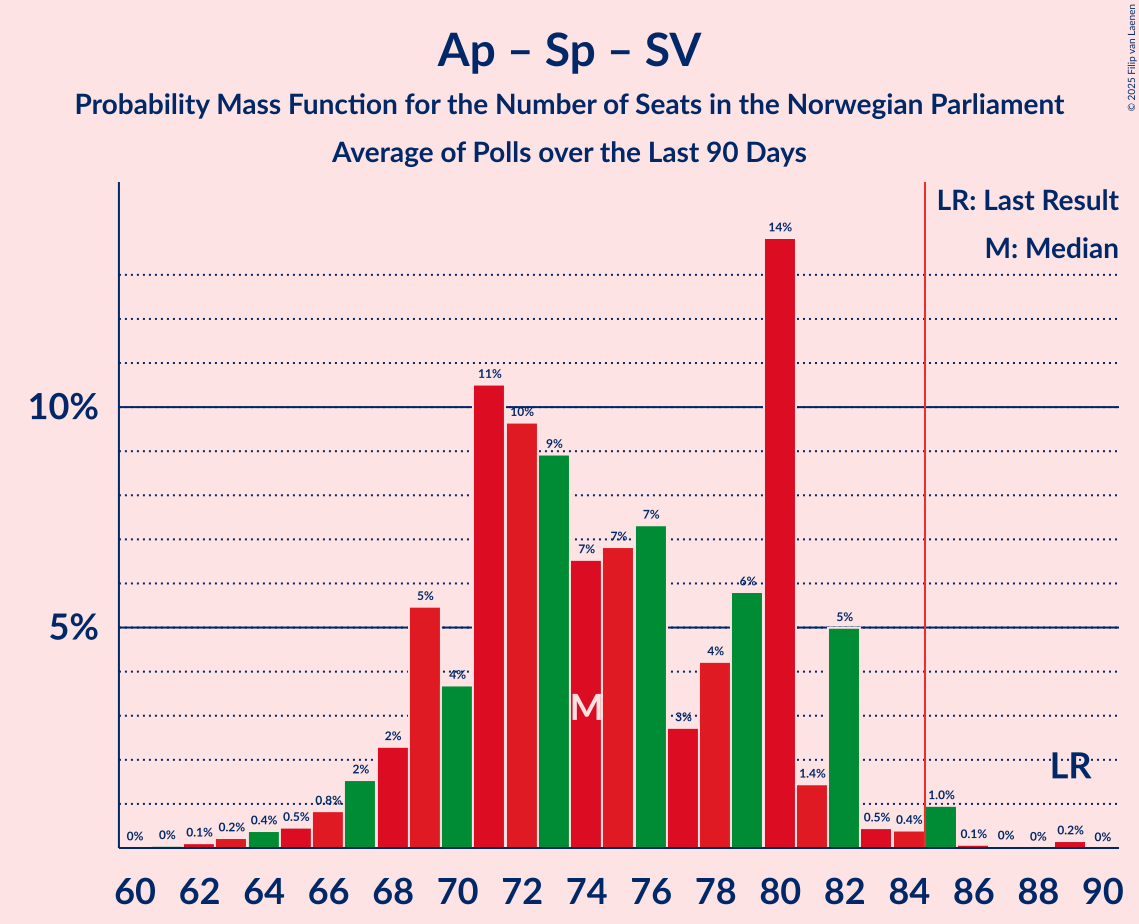 Ap – Sp – SV
Probability Mass Function for the Number of Seats in the Norwegian Parliament
Average of Polls over the Last 90 Days
© 2025 Filip van Laenen
LR: Last Result
M: Median
10%
5%
0% 0% 0.1% 0.2% 0.4% 0.5% 0.8% 2% 2% 5% 4% 11% 10% 9% 7% 7% 7% 3% 4% 6% 14% 1.4% 5% 0.5% 0.4% 1.0% 0.1% 0% 0% 0.2% 0%
M
LR
60 62 64 66 68 70 72 74 76 78 80 82 84 86 88 90